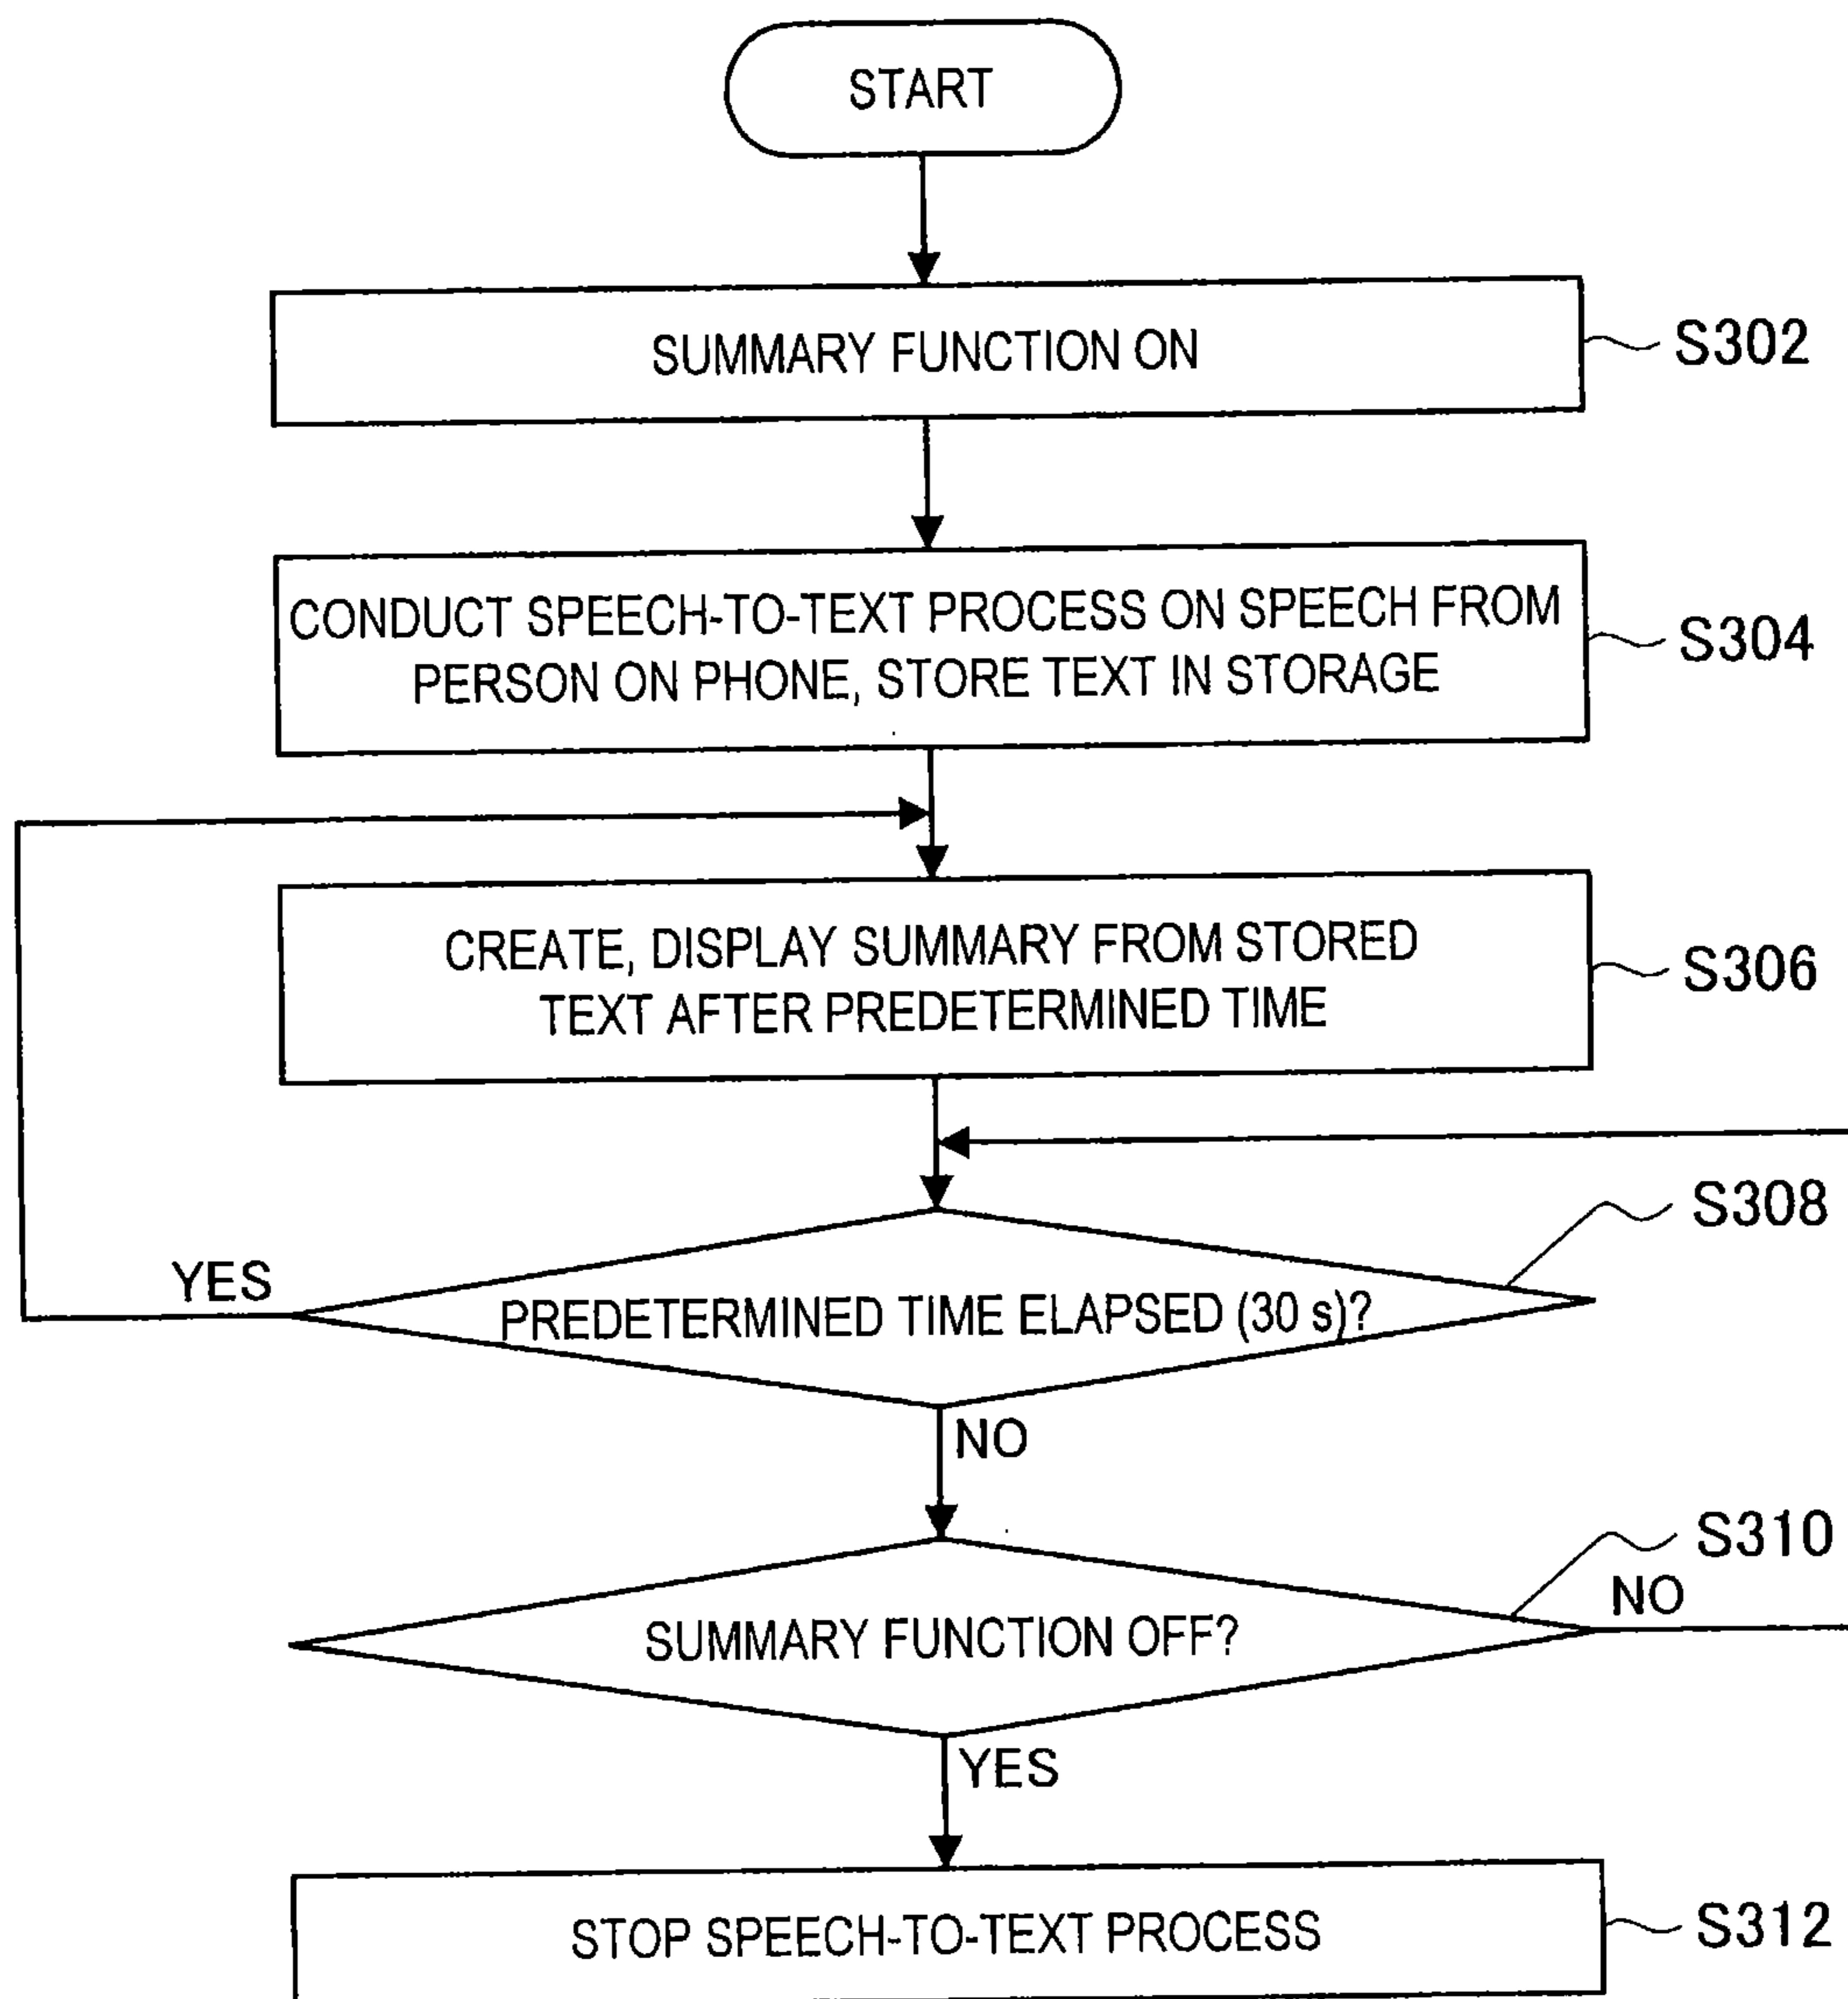 START
SUMMARY FUNCTION ON
S302
CONDUCT SPEECH-TO-TEXT PROCESS ON SPEECH FROM
PERSON ON PHONE, STORE TEXT IN STORAGE
S304
CREATE, DISPLAY SUMMARY FROM STORED
TEXT AFTER PREDETERMINED TIME
S306
S308
YES
PREDETERMINED TIME ELAPSED (30 s)?
NO
S310
NO
SUMMARY FUNCTION OFF?
YES
STOP SPEECH-TO-TEXT PROCESS
S312